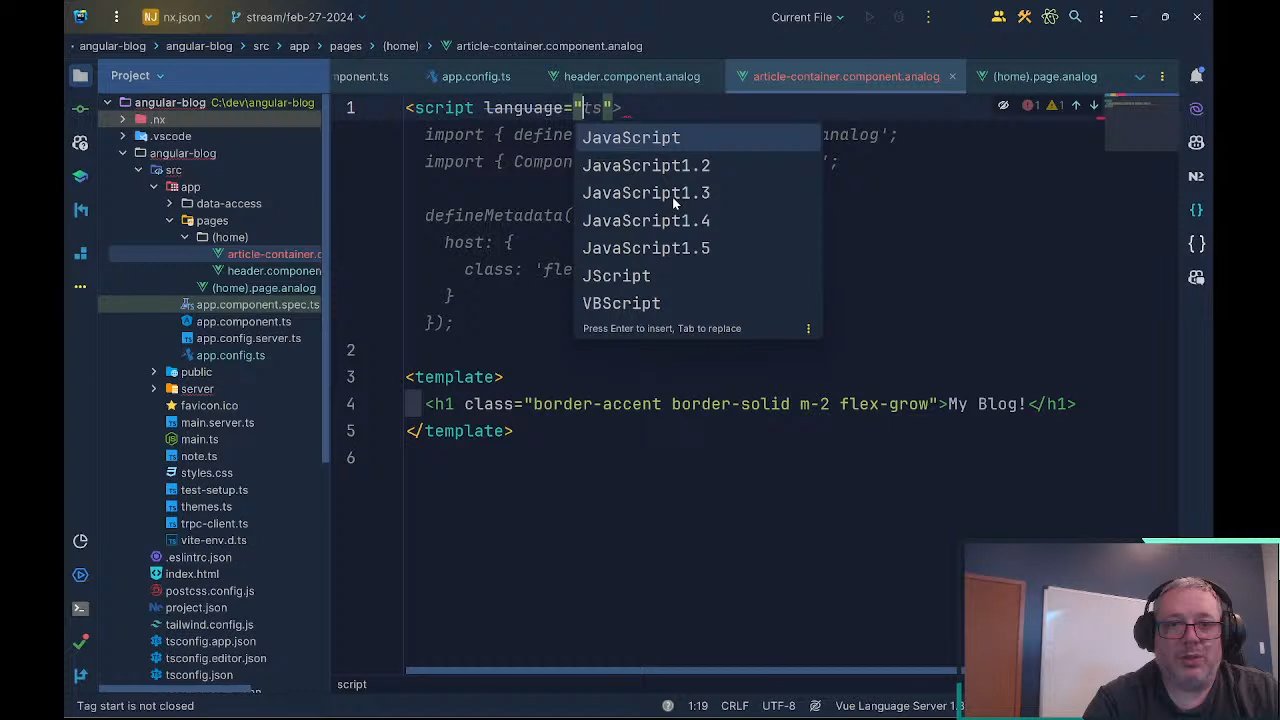 NJ nx.json stream/feb-27-2024 Current File
angular-blog angular-blog src app pages (home) article-container.component.analog
Project
mponent.ts app.config.ts header.component.analog article-container.component.analog (home).page.analog
angular-blog C:\dev\angular-blog
.nx
.vscode
angular-blog
src
app
data-access
pages
(home)
article-container.c
header.componen
(home).page.analog
app.component.spec.ts
app.component.ts
app.config.server.ts
app.config.ts
public
server
favicon.ico
main.server.ts
main.ts
note.ts
styles.css
test-setup.ts
themes.ts
trpc-client.ts
vite-env.d.ts
.eslintrc.json
index.html
postcss.config.js
project.json
tailwind.config.js
tsconfig.app.json
tsconfig.editor.json
tsconfig.json
1 <script language="ts">
import { define analog';
import { Compon ';
defineMetadata(
host: {
class: 'fle
}
});
2
3 <template>
4 <h1 class="border-accent border-solid m-2 flex-grow">My Blog!</h1>
5 </template>
6
JavaScript
JavaScript1.2
JavaScript1.3
JavaScript1.4
JavaScript1.5
JScript
VBScript
Press Enter to insert, Tab to replace
1 1
N2
script
Tag start is not closed 1:19 CRLF UTF-8 Vue Language Server 1.8